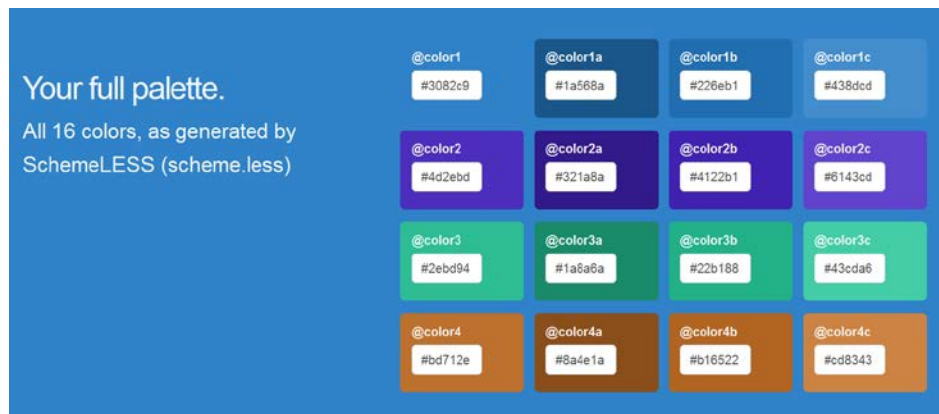 Your full palette.
All 16 colors, as generated by
SchemeLESS (scheme.less)
@color1
#3082c9
@color1a
#1a568a
@color1b
#226eb1
@color1c
#438dcd
@color2
#4d2ebd
@color2a
#321a8a
@color2b
#4122b1
@color2c
#6143cd
@color3
#2ebd94
@color3a
#1a8a6a
@color3b
#22b188
@color3c
#43cda6
@color4
#bd712e
@color4a
#8a4e1a
@color4b
#b16522
@color4c
#cd8343